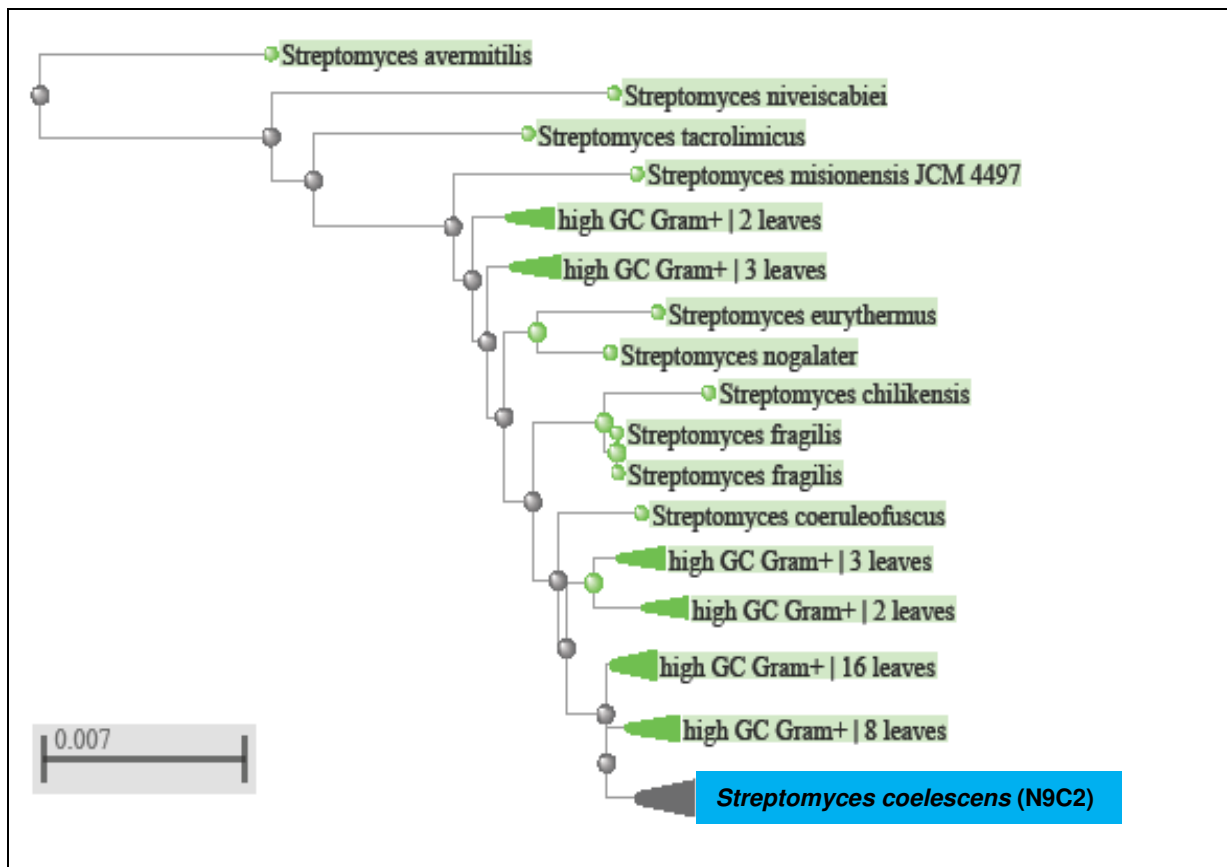 Streptomyces avermitilis
Streptomyces niveiscabiei
Streptomyces tacrolimicus
Streptomyces misionensis JCM 4497
high GC Gram+ | 2 leaves
high GC Gram+ | 3 leaves
Streptomyces eurythermus
Streptomyces nogalater
Streptomyces chilikensis
Streptomyces fragilis
Streptomyces fragilis
Streptomyces coeruleofuscus
high GC Gram+ | 3 leaves
high GC Gram+ | 2 leaves
high GC Gram+ | 16 leaves
high GC Gram+ | 8 leaves
0.007
Streptomyces coelescens (N9C2)